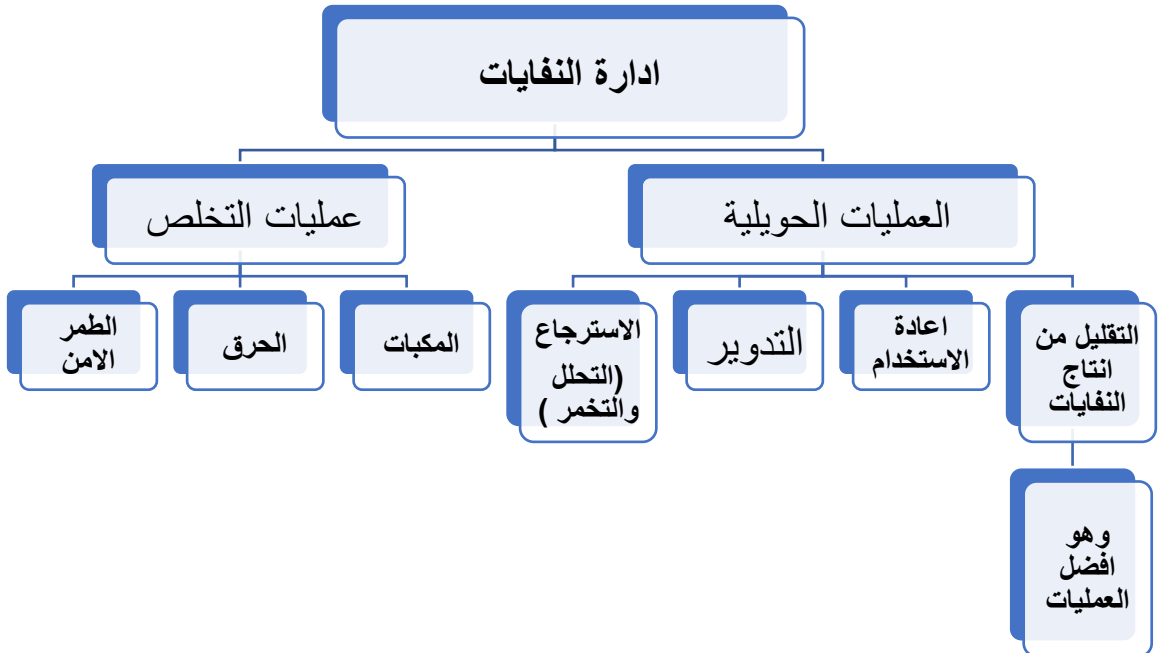 ادارة النفايات
العمليات الحويلية
عمليات التخلص
التقليل من
انتاج
النفايات
اعادة
الاستخدام
التدوير
الاسترجاع
(التحلل
والتخمر )
المكبات
الحرق
الطمر
الامن
وهو
افضل
العمليات